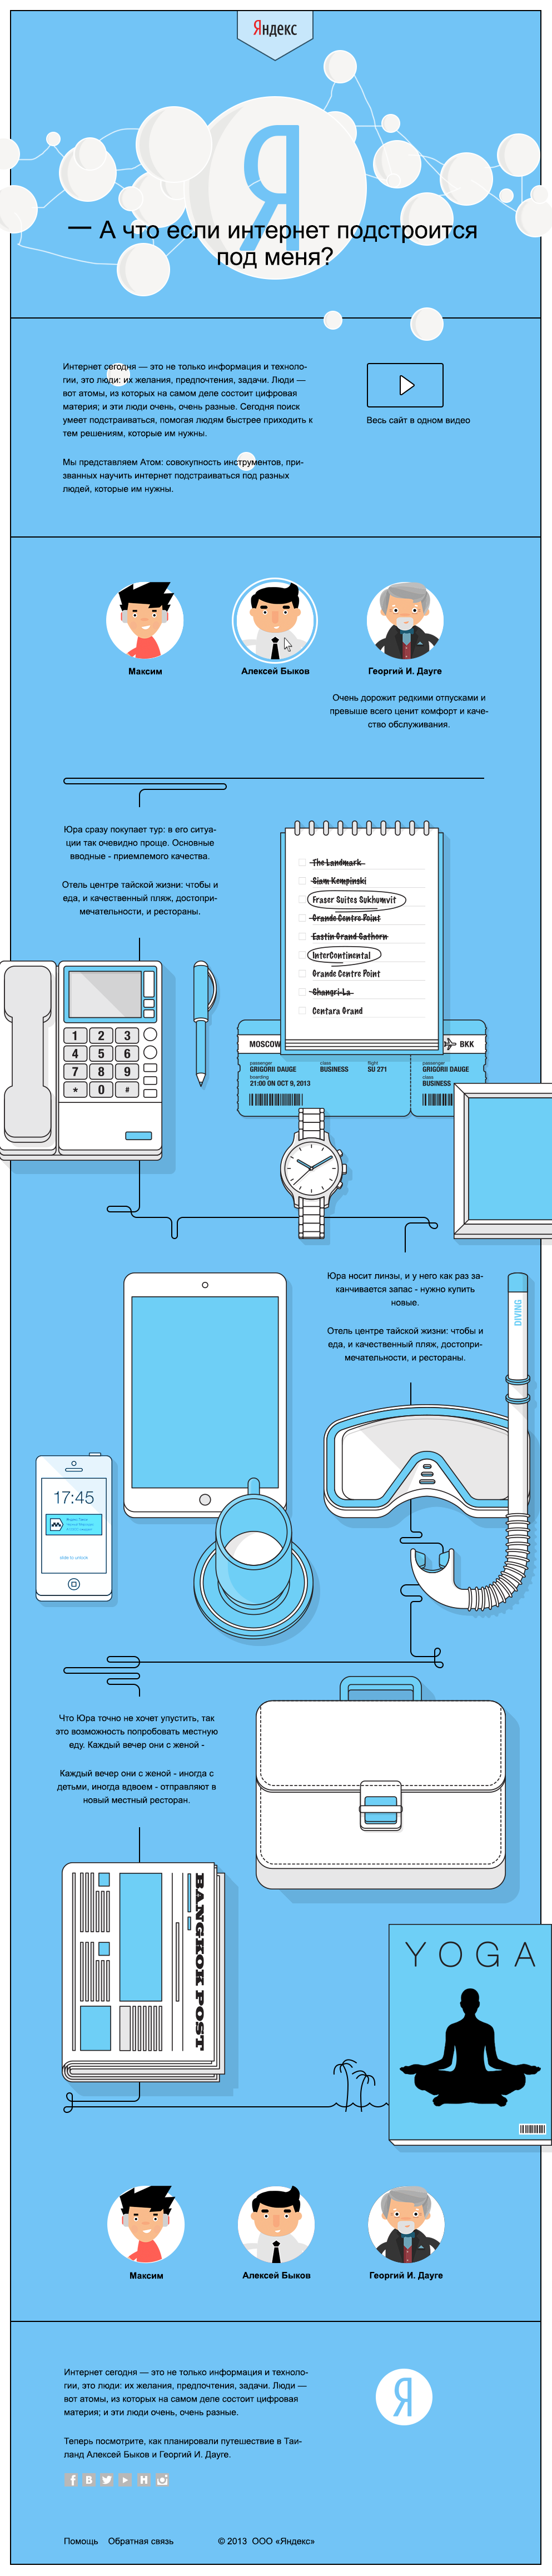 Яндекс
— А что если интернет подстроится
под меня?
Интернет сегодня — это не только информация и техноло-
гии, это люди: их желания, предпочтения, задачи. Люди —
вот атомы, из которых на самом деле состоит цифровая
материя; и эти люди очень, очень разные. Сегодня поиск
умеет подстраиваться, помогая людям быстрее приходить к
тем решениям, которые им нужны.
Мы представляем Атом: совокупность инструментов, при-
званных научить интернет подстраиваться под разных
людей, которые им нужны.
Весь сайт в одном видео
Максим
Алексей Быков
Георгий И. Дауге
Очень дорожит редкими отпусками и
превыше всего ценит комфорт и каче-
ство обслуживания.
Юра сразу покупает тур: в его ситуа-
ции так очевидно проще. Основные
вводные - приемлемого качества.
Отель центре тайской жизни: чтобы и
еда, и качественный пляж, достопри-
мечательности, и рестораны.
The Landmark
Siam Kempinski
Fraser Suites Sukhumvit
Grande Centre Point
Eastin Grand Sathorn
InterContinental
Grande Centre Point
Shangri-La
Centara Grand
1 2 3
4 5 6
7 8 9
* 0 #
MOSCOW
BKK
passenger
GRIGORII DAUGE
class
BUSINESS
flight
SU 271
boarding
21:00 ON OCT 9, 2013
passenger
GRIGORII DAUGE
class
BUSINESS
Юра носит линзы, и у него как раз за-
канчивается запас - нужно купить
новые.
Отель центре тайской жизни: чтобы и
еда, и качественный пляж, достопри-
мечательности, и рестораны.
DIVING
17:45
slide to unlock
Что Юра точно не хочет упустить, так
это возможность попробовать местную
еду. Каждый вечер они с женой -
Каждый вечер они с женой - иногда с
детьми, иногда вдвоем - отправляют в
новый местный ресторан.
BANGKOK POST
YOGA
Максим
Алексей Быков
Георгий И. Дауге
Интернет сегодня — это не только информация и техноло-
гии, это люди: их желания, предпочтения, задачи. Люди —
вот атомы, из которых на самом деле состоит цифровая
материя; и эти люди очень, очень разные.
Я
Теперь посмотрите, как планировали путешествие в Таи-
ланд Алексей Быков и Георгий И. Дауге.
Помощь Обратная связь © 2013 ООО «Яндекс»